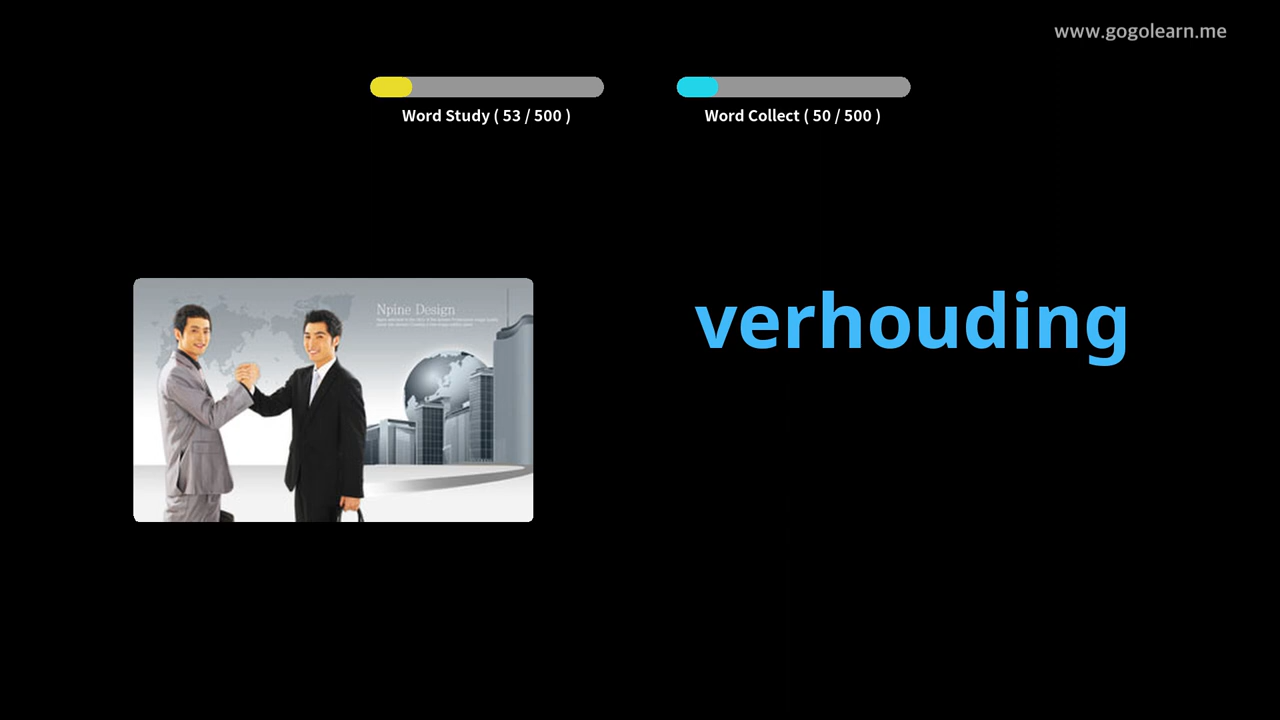 www.gogolearn.me
Word Study ( 53 / 500 )
Word Collect ( 50 / 500 )
Npine Design
verhouding